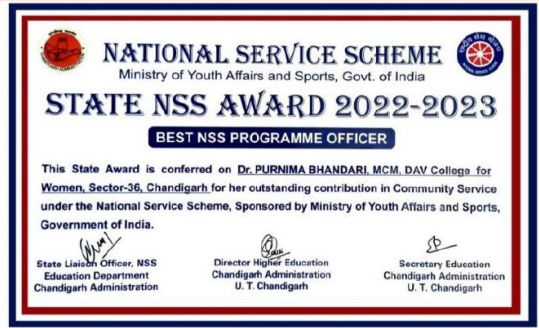 NATIONAL SERVICE SCHEME
Ministry of Youth Affairs and Sports, Govt. of India
STATE NSS AWARD 2022-2023
BEST NSS PROGRAMME OFFICER
This State Award is conferred on Dr. PURNIMA BHANDARI, MCM, DAV College for
Women, Sector-36, Chandigarh for her outstanding contribution in Community Service
under the National Service Scheme, Sponsored by Ministry of Youth Affairs and Sports,
Government of India.
State Liaison Officer, NSS
Education Department
Chandigarh Administration
Director Higher Education
Chandigarh Administration
U. T. Chandigarh
Secretary Education
Chandigarh Administration
U. T. Chandigarh